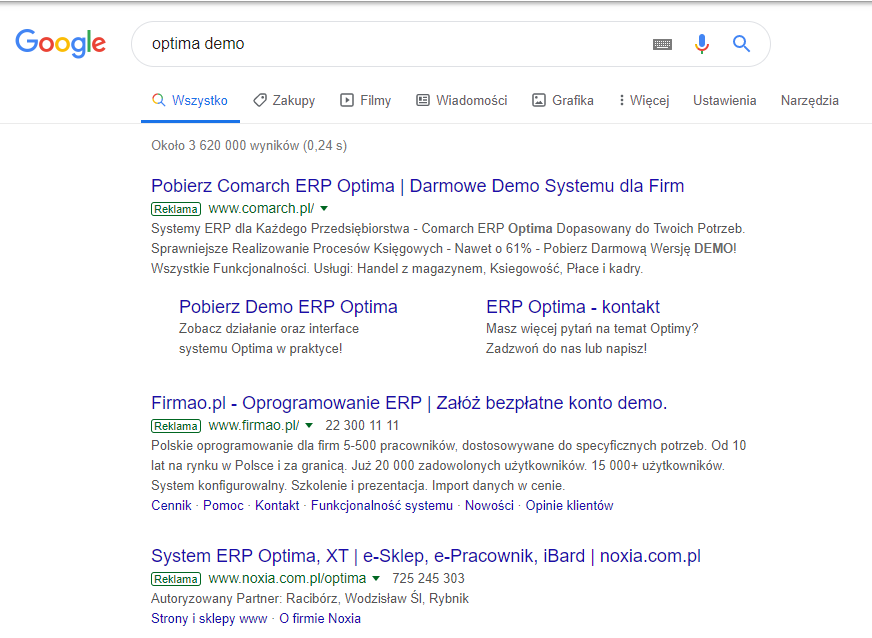 Google
optima demo
Wszystko Zakupy Filmy Wiadomości Grafika Więcej Ustawienia Narzędzia
Około 3 620 000 wyników (0,24 s)
Pobierz Comarch ERP Optima | Darmowe Demo Systemu dla Firm
Reklama www.comarch.pl/
Systemy ERP dla Każdego Przedsiębiorstwa - Comarch ERP Optima Dopasowany do Twoich Potrzeb.
Sprawniejsze Realizowanie Procesów Księgowych - Nawet o 61% - Pobierz Darmową Wersję DEMO!
Wszystkie Funkcjonalności. Usługi: Handel z magazynem, Ksiegowość, Płace i kadry.
Pobierz Demo ERP Optima
Zobacz działanie oraz interface
systemu Optima w praktyce!
ERP Optima - kontakt
Masz więcej pytań na temat Optimy?
Zadzwoń do nas lub napisz!
Firmao.pl - Oprogramowanie ERP | Załóż bezpłatne konto demo.
Reklama www.firmao.pl/ 22 300 11 11
Polskie oprogramowanie dla firm 5-500 pracowników, dostosowywane do specyficznych potrzeb. Od 10
lat na rynku w Polsce i za granicą. Już 20 000 zadowolonych użytkowników. 15 000+ użytkowników.
System konfigurowalny. Szkolenie i prezentacja. Import danych w cenie.
Cennik · Pomoc · Kontakt · Funkcjonalność systemu · Nowości · Opinie klientów
System ERP Optima, XT | e-Sklep, e-Pracownik, iBard | noxia.com.pl
Reklama www.noxia.com.pl/optima 725 245 303
Autoryzowany Partner: Racibórz, Wodzisław Śl, Rybnik
Strony i sklepy www · O firmie Noxia